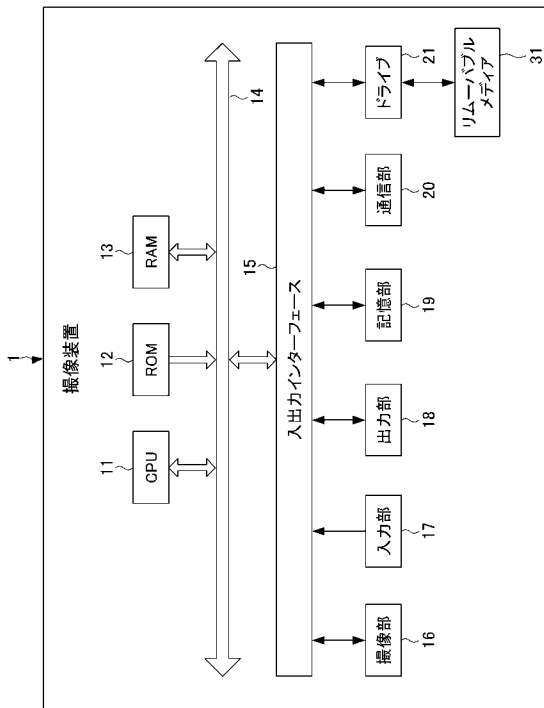 1
撮像装置
11
CPU
12
ROM
13
RAM
14
15
入出力インターフェース
撮像部
16
入力部
17
出力部
18
記憶部
19
通信部
20
ドライブ
21
リムーバブル
メディア
31